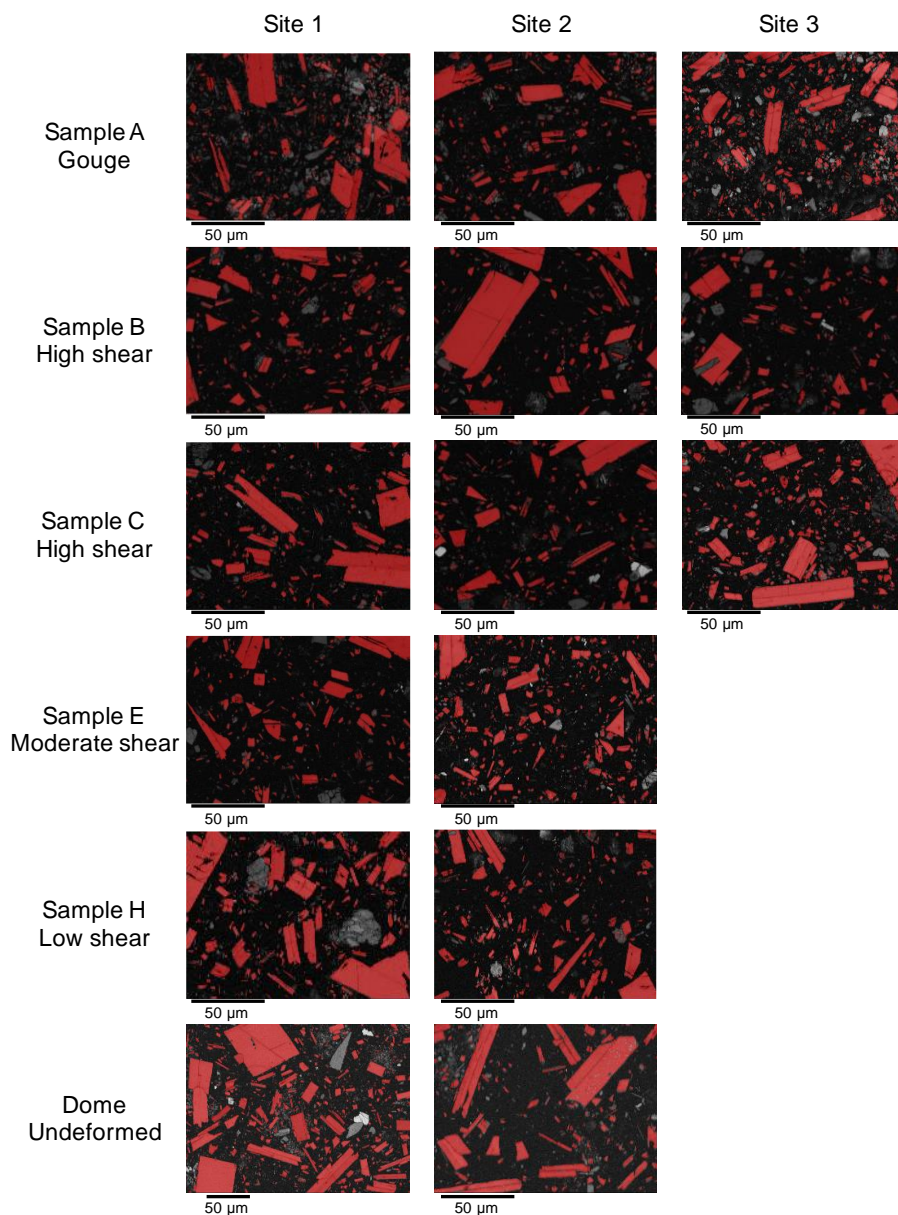 Site 1
Site 2
Site 3
Sample A
Gouge
50 µm
50 µm
50 µm
Sample B
High shear
50 µm
50 µm
50 µm
Sample C
High shear
50 µm
50 µm
50 µm
Sample E
Moderate shear
50 µm
50 µm
Sample H
Low shear
50 µm
50 µm
Dome
Undeformed
50 µm
50 µm